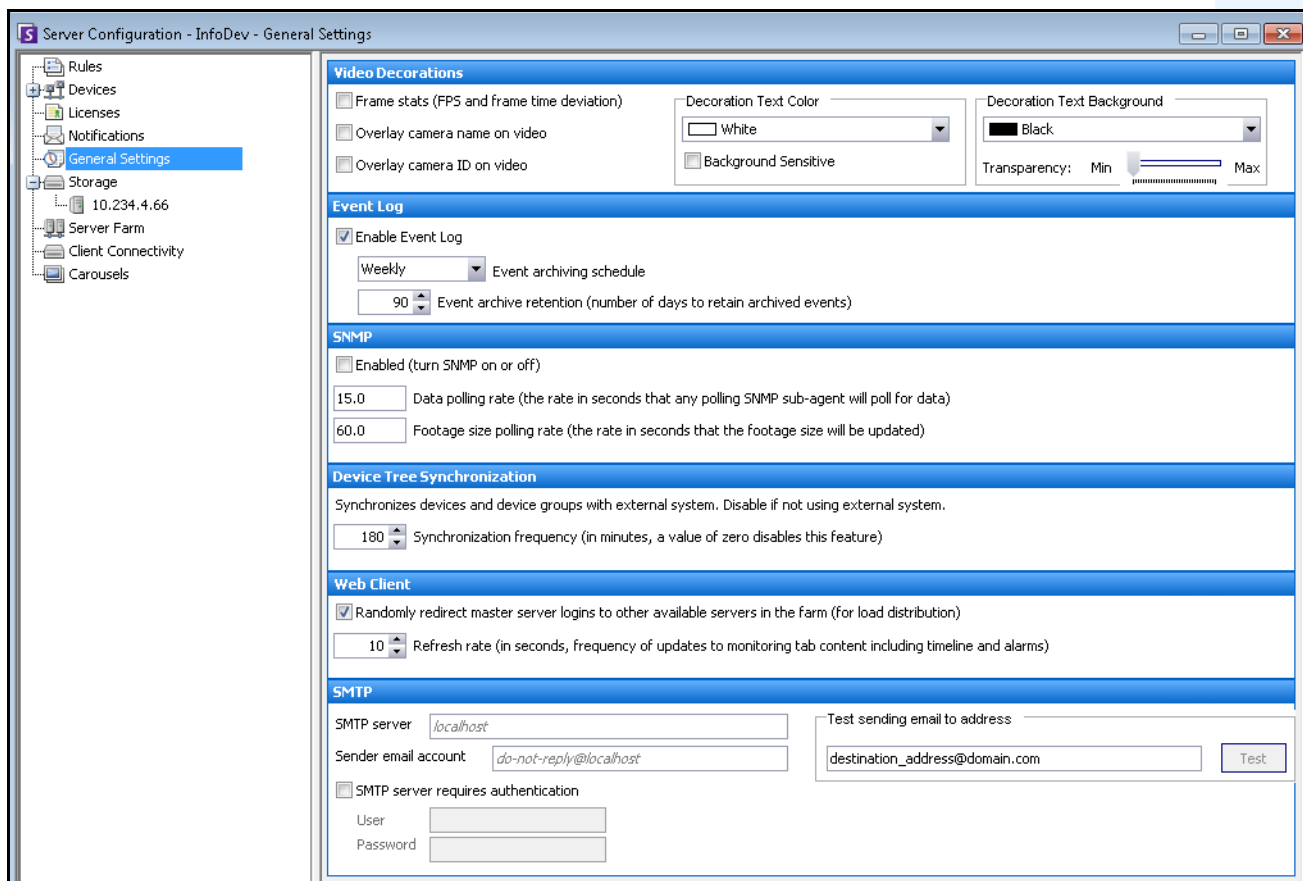 Server Configuration - InfoDev - General Settings
Rules
Devices
Licenses
Notifications
General Settings
Storage
10.234.4.66
Server Farm
Client Connectivity
Carousels
Video Decorations
Frame stats (FPS and frame time deviation)
Overlay camera name on video
Overlay camera ID on video
Decoration Text Color
White
Background Sensitive
Decoration Text Background
Black
Transparency: Min Max
Event Log
Enable Event Log
Weekly Event archiving schedule
90 Event archive retention (number of days to retain archived events)
SNMP
Enabled (turn SNMP on or off)
15.0 Data polling rate (the rate in seconds that any polling SNMP sub-agent will poll for data)
60.0 Footage size polling rate (the rate in seconds that the footage size will be updated)
Device Tree Synchronization
Synchronizes devices and device groups with external system. Disable if not using external system.
180 Synchronization frequency (in minutes, a value of zero disables this feature)
Web Client
Randomly redirect master server logins to other available servers in the farm (for load distribution)
10 Refresh rate (in seconds, frequency of updates to monitoring tab content including timeline and alarms)
SMTP
SMTP server localhost
Sender email account do-not-reply@localhost
SMTP server requires authentication
User
Password
Test sending email to address
destination_address@domain.com Test